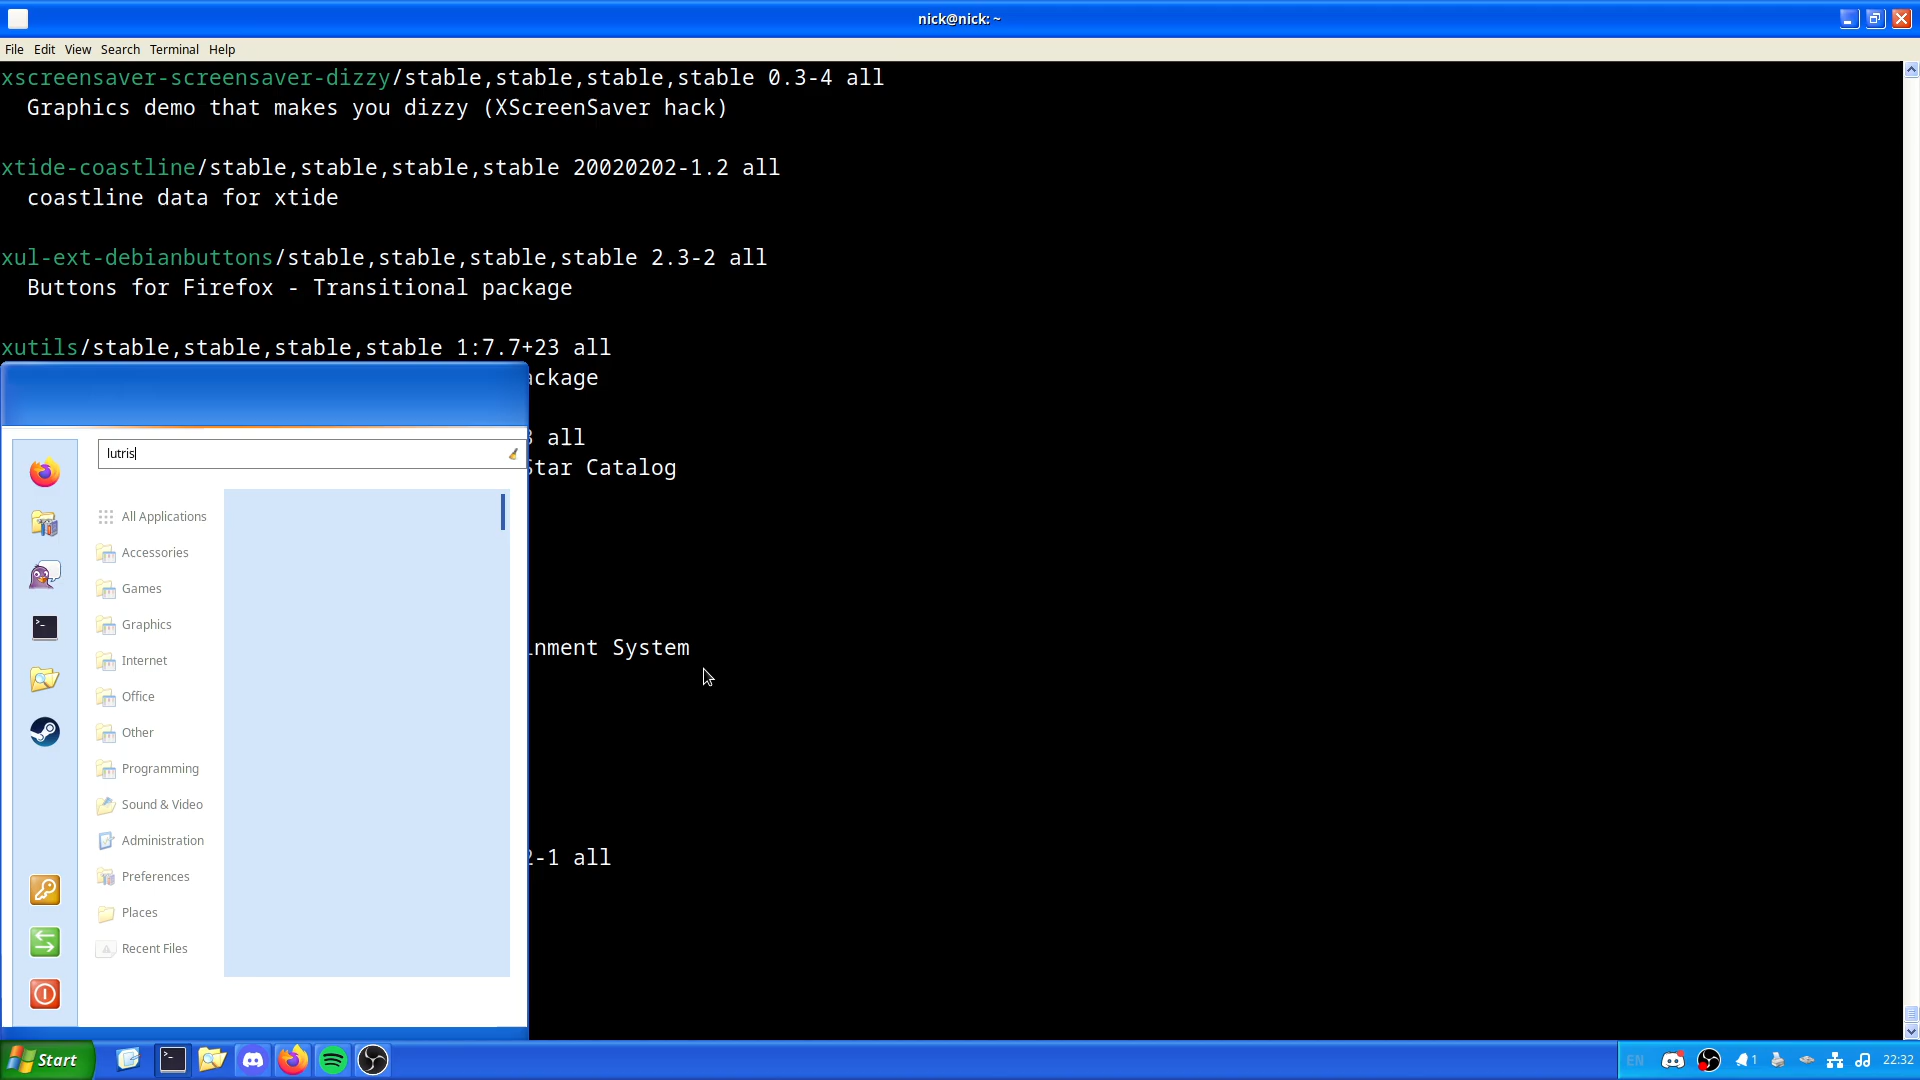 nick@nick: ~
File Edit View Search Terminal Help
xscreensaver-screensaver-dizzy/stable,stable,stable,stable 0.3-4 all
Graphics demo that makes you dizzy (XScreenSaver hack)
xtide-coastline/stable,stable,stable,stable 20020202-1.2 all
coastline data for xtide
xul-ext-debianbuttons/stable,stable,stable,stable 2.3-2 all
Buttons for Firefox - Transitional package
xutils/stable,stable,stable,stable 1:7.7+23 all
ackage
all
Star Catalog
nment System
2-1 all
lutris
All Applications
Accessories
Games
Graphics
Internet
Office
Other
Programming
Sound & Video
Administration
Preferences
Places
Recent Files
Start
EN
1
22:32